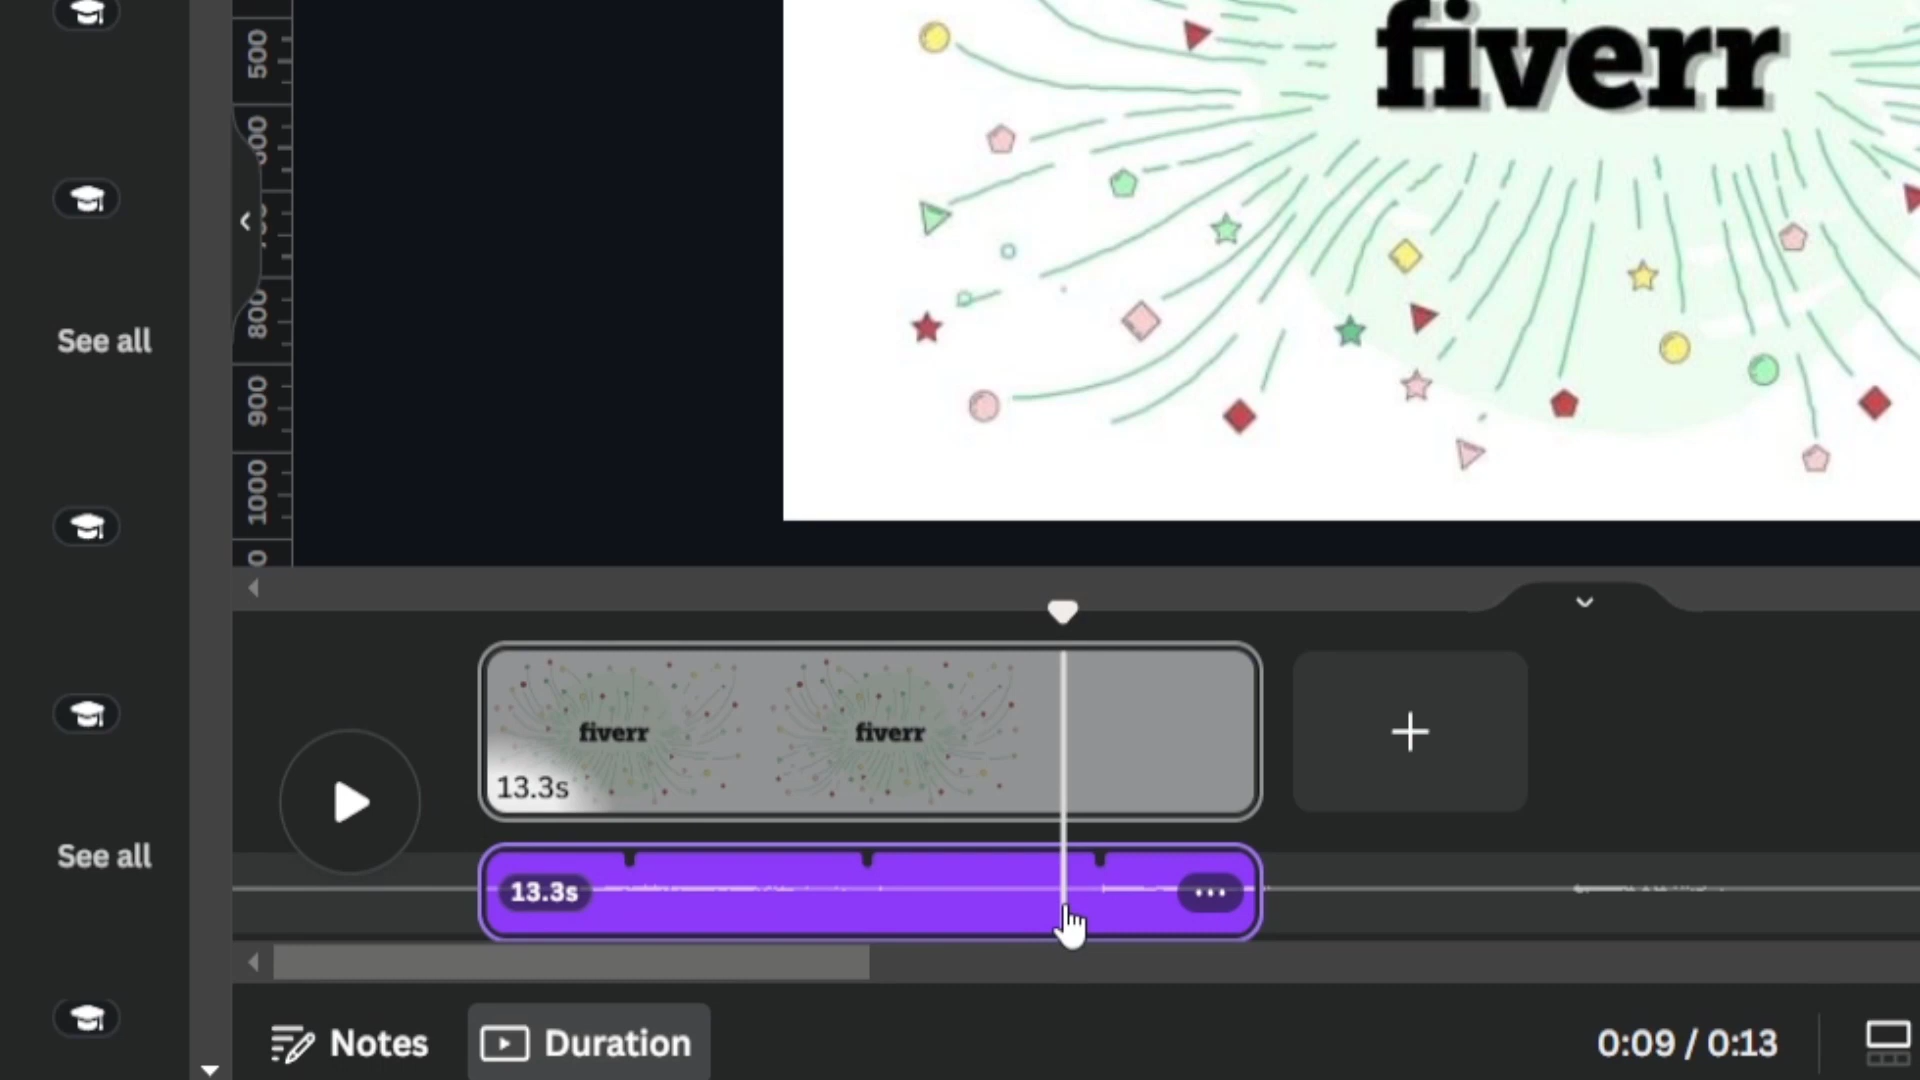 500
600
800
900
1000
fiverr
See all
fiverr
fiverr
13.3s
See all
13.3s
Notes
Duration
0:09 / 0:13